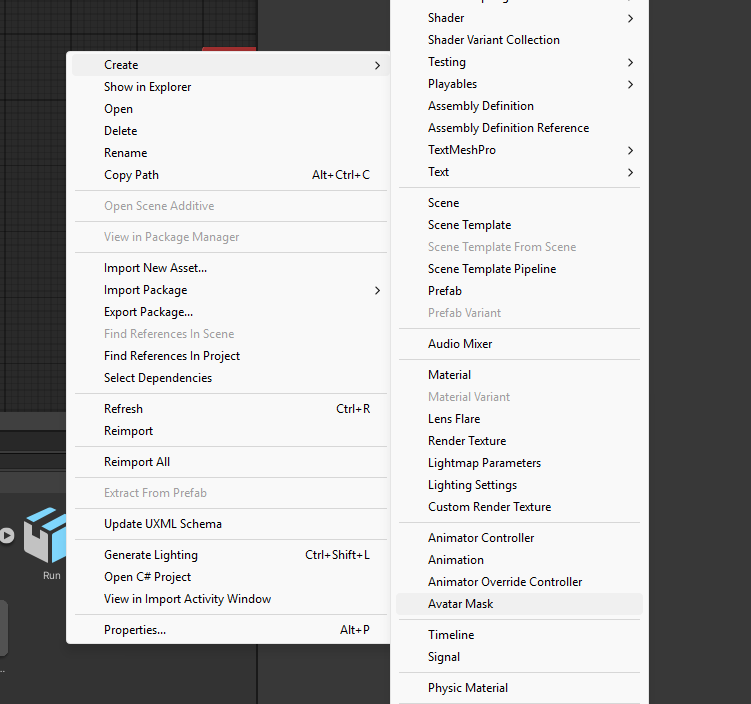 Create
Show in Explorer
Open
Delete
Rename
Copy Path Alt+Ctrl+C
Open Scene Additive
View in Package Manager
Import New Asset...
Import Package
Export Package...
Find References In Scene
Find References In Project
Select Dependencies
Refresh Ctrl+R
Reimport
Reimport All
Extract From Prefab
Update UXML Schema
Generate Lighting Ctrl+Shift+L
Open C# Project
View in Import Activity Window
Properties... Alt+P
Shader
Shader Variant Collection
Testing
Playables
Assembly Definition
Assembly Definition Reference
TextMeshPro
Text
Scene
Scene Template
Scene Template From Scene
Scene Template Pipeline
Prefab
Prefab Variant
Audio Mixer
Material
Material Variant
Lens Flare
Render Texture
Lightmap Parameters
Lighting Settings
Custom Render Texture
Animator Controller
Animation
Animator Override Controller
Avatar Mask
Timeline
Signal
Physic Material
Run
...